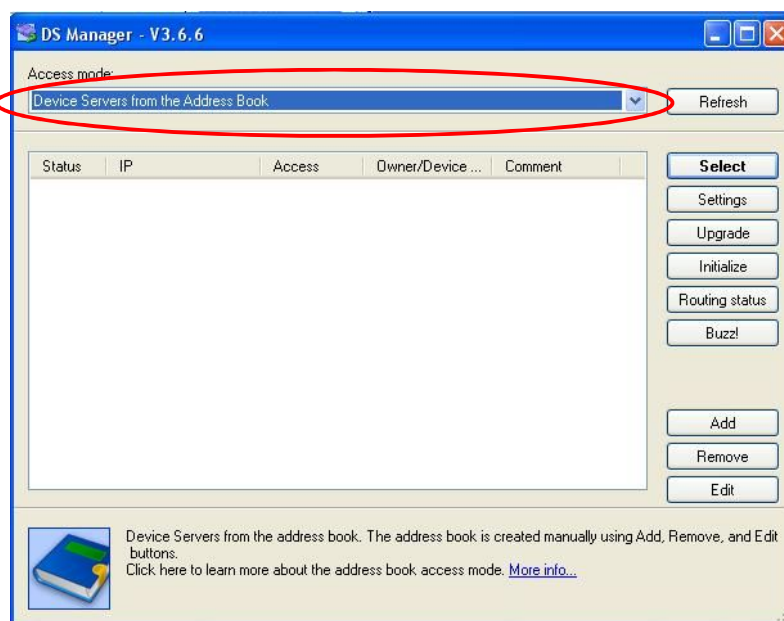 DS Manager - V3.6.6
Access mode:
Device Servers from the Address Book
Refresh
Status IP Access Owner/Device ... Comment
Select
Settings
Upgrade
Initialize
Routing status
Buzz!
Add
Remove
Edit
Device Servers from the address book. The address book is created manually using Add, Remove, and Edit
buttons.
Click here to learn more about the address book access mode. More info...